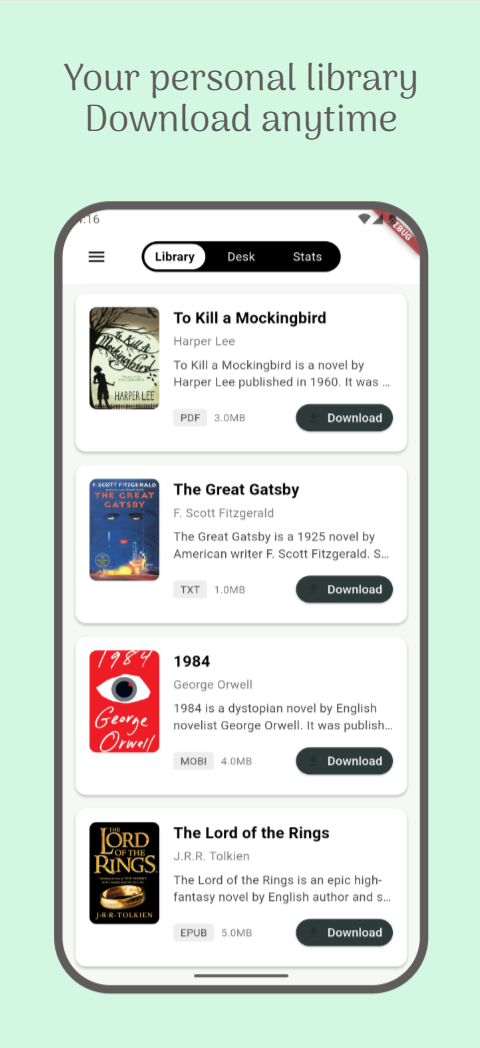 Your personal library
Download anytime
:16
Library
Desk
Stats
To Kill A
Mockingbird
HARPER LEE
To Kill a Mockingbird
Harper Lee
To Kill a Mockingbird is a novel by
Harper Lee published in 1960. It was ...
PDF
3.0MB
Download
F. SCOTT FITZGERALD
THE GREAT
GATSBY
The Great Gatsby
F. Scott Fitzgerald
The Great Gatsby is a 1925 novel by
American writer F. Scott Fitzgerald. S...
TXT
1.0MB
Download
1984
George
Orwell
1984
George Orwell
1984 is a dystopian novel by English
novelist George Orwell. It was publish...
MOBI
4.0MB
Download
THE
LORD
OF THE
RINGS
J·R·R·TOLKIEN
The Lord of the Rings
J.R.R. Tolkien
The Lord of the Rings is an epic high-
fantasy novel by English author and s...
EPUB
5.0MB
Download